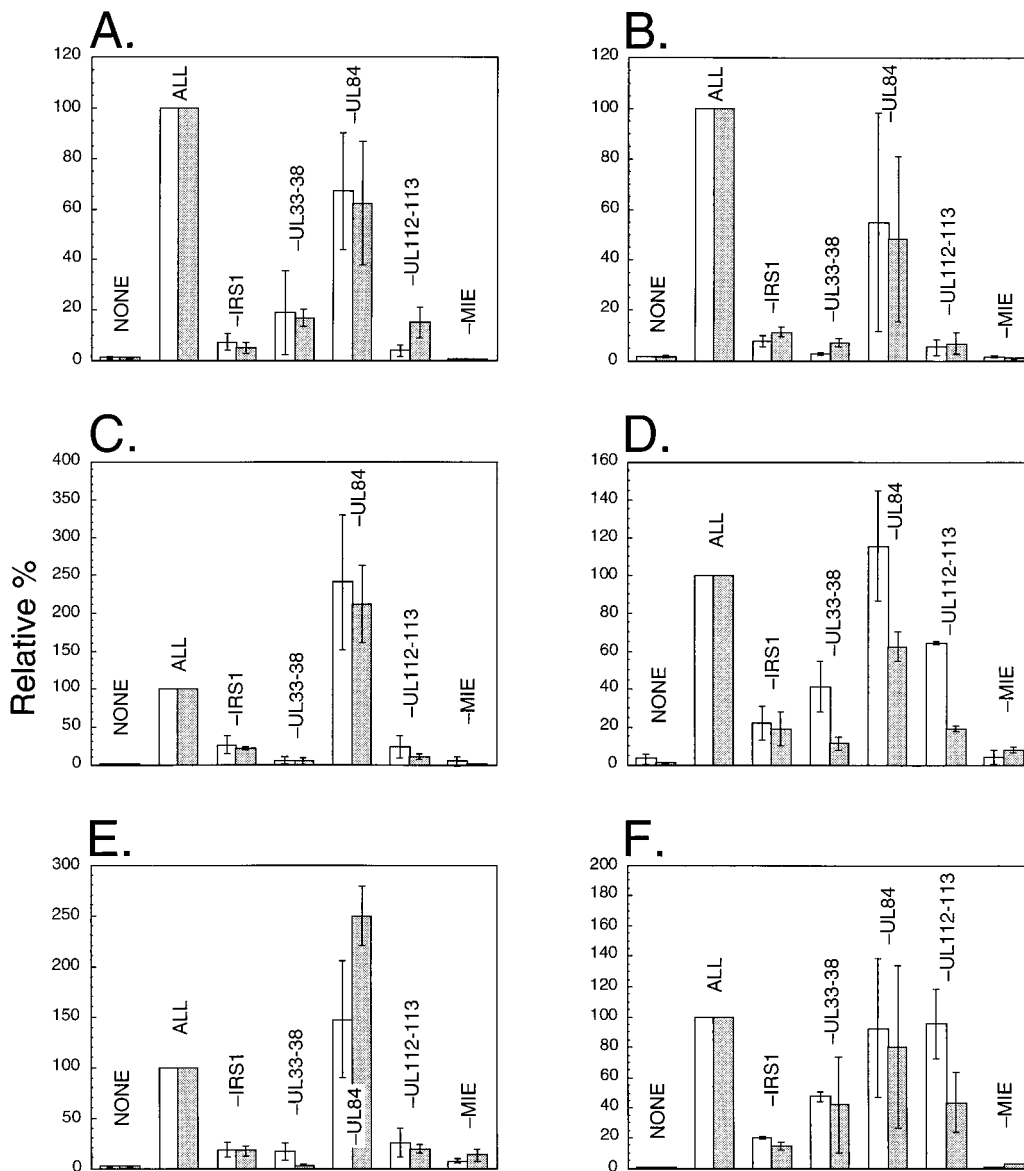 A.
120
100
80
60
40
20
0
NONE
ALL
–IRS1
–UL33-38
–UL84
–UL112-113
–MIE
B.
120
100
80
60
40
20
0
NONE
ALL
–IRS1
–UL33-38
–UL84
–UL112-113
–MIE
Relative %
C.
400
350
300
250
200
150
100
50
0
NONE
ALL
–IRS1
–UL33-38
–UL84
–UL112-113
–MIE
D.
160
140
120
100
80
60
40
20
0
NONE
ALL
–IRS1
–UL33-38
–UL84
–UL112-113
–MIE
E.
300
250
200
150
100
50
0
NONE
ALL
–IRS1
–UL33-38
–UL84
–UL112-113
–MIE
F.
200
180
160
140
120
100
80
60
40
20
0
NONE
ALL
–IRS1
–UL33-38
–UL84
–UL112-113
–MIE